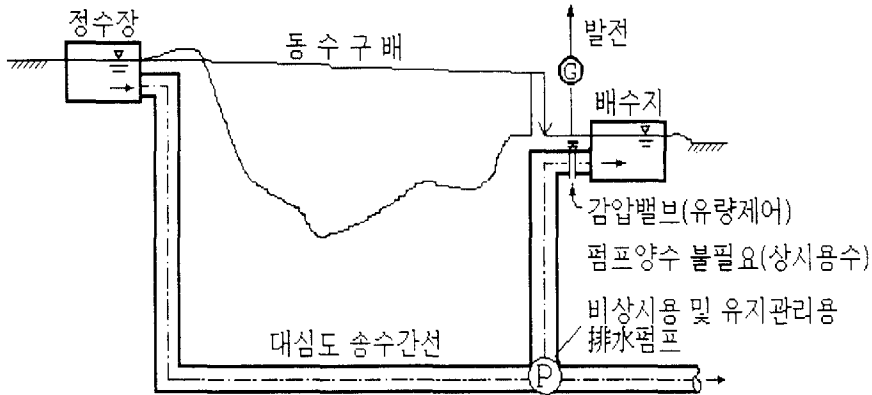 정수장
동 수 구 배
발전
G
배수지
감압밸브(유량제어)
펌프양수 불필요(상시용수)
비상시용 및 유지관리용
排水펌프
대심도 송수간선
P